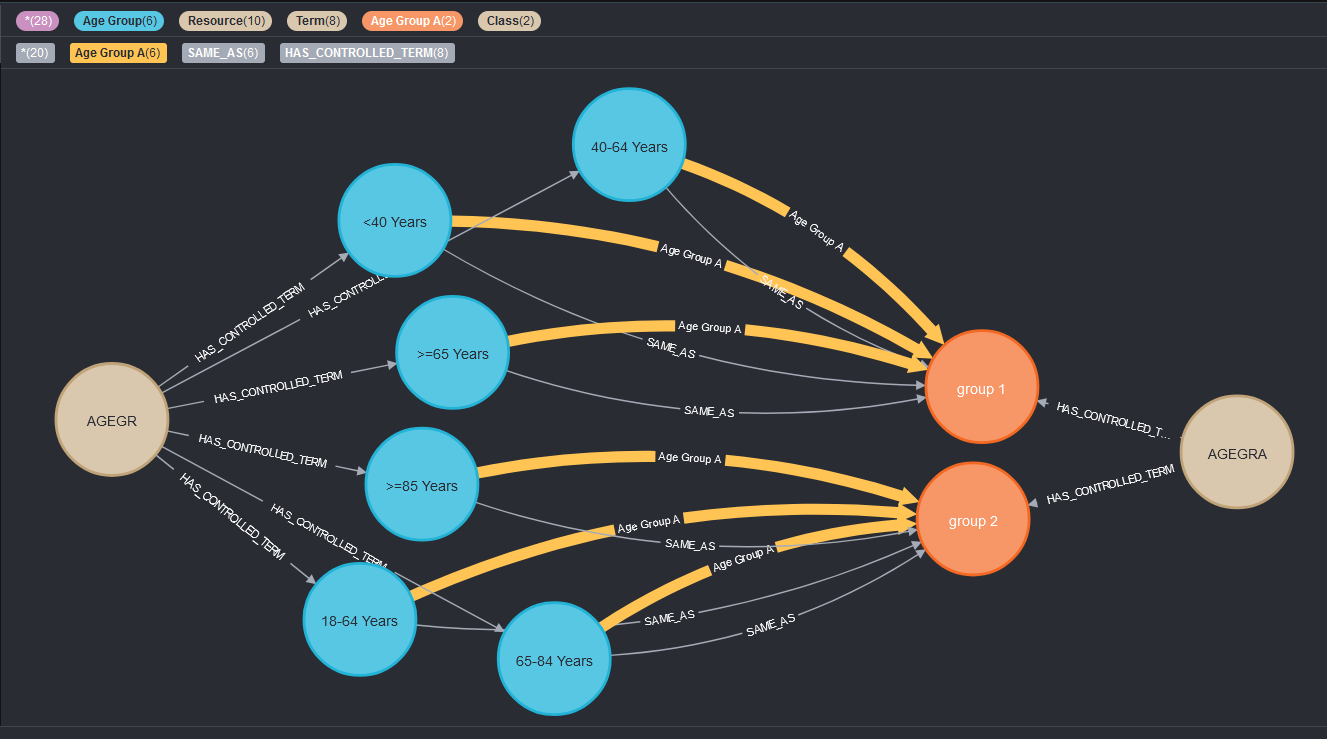 *(28) Age Group(6) Resource(10) Term(8) Age Group A(2) Class(2)
*(20) Age Group A(6) SAME_AS(6) HAS_CONTROLLED_TERM(8)
40-64 Years
<40 Years
Age Group A
Age Group A
HAS_CONTROLLED_TERM
HAS_CONTROLL
SAME_AS
>=65 Years
Age Group A
SAME_AS
HAS_CONTROLLED_TERM
group 1
SAME_AS
HAS_CONTROLLED_T...
AGEGR
AGEGRA
HAS_CONTROLLED_TERM
>=85 Years
Age Group A
HAS_CONTROLLED_TERM
HAS_CONTROLLED_TERM
HAS_CONTROLLED_TERM
Age Group A
group 2
SAME_AS
Age Group A
18-64 Years
SAME_AS
SAME_AS
65-84 Years